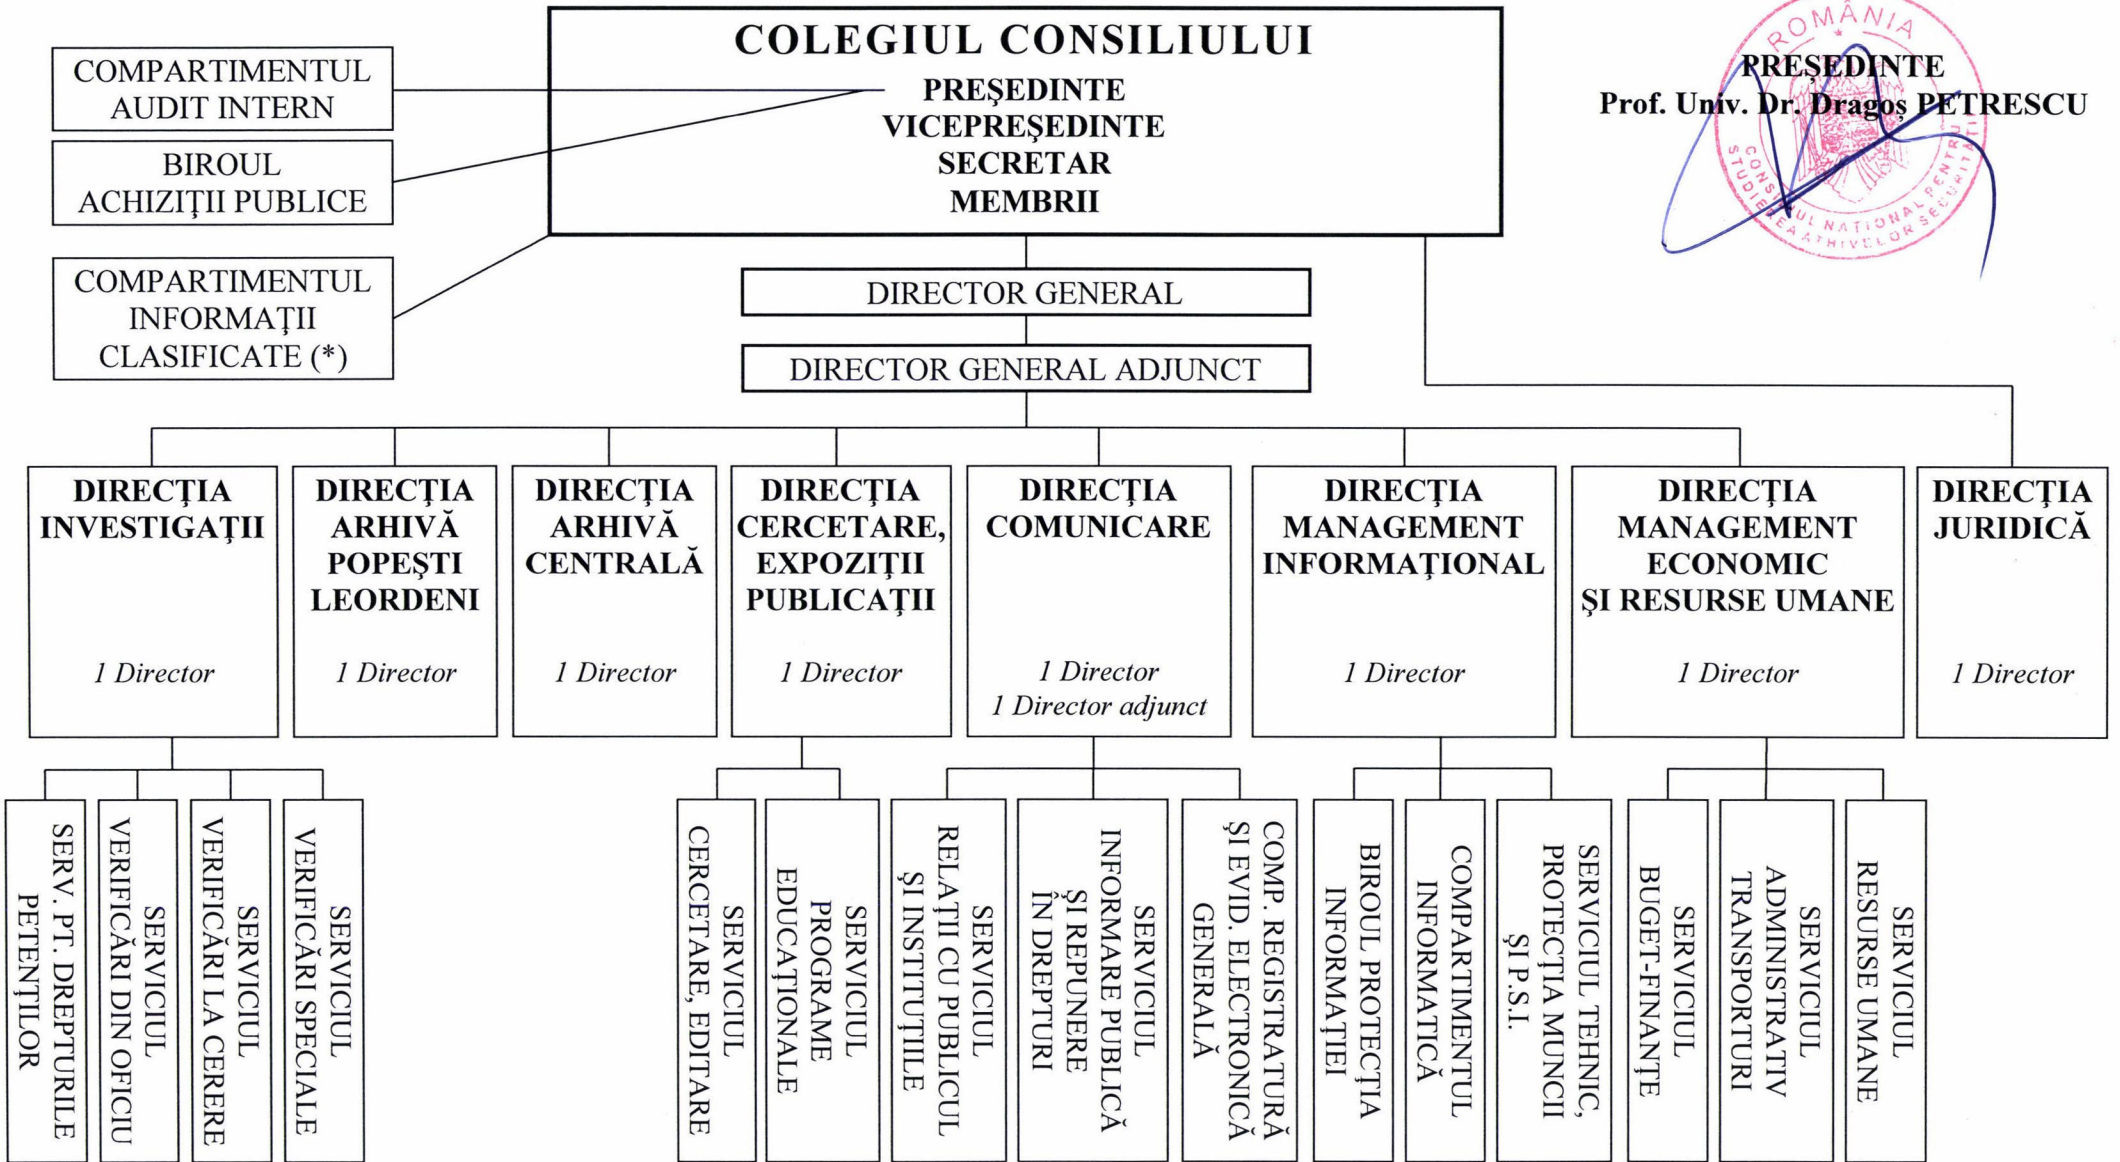 COLEGIUL CONSILIULUI
PREŞEDINTE
VICEPREŞEDINTE
SECRETAR
MEMBRII
COMPARTIMENTUL
AUDIT INTERN
BIROUL
ACHIZIŢII PUBLICE
COMPARTIMENTUL
INFORMAŢII
CLASIFICATE (*)
PREŞEDINTE
Prof. Univ. Dr. Dragoş PETRESCU
ROMÂNIA
CONSILIUL NAŢIONAL PENTRU
STUDIEREA ARHIVELOR SECURITĂŢII
DIRECTOR GENERAL
DIRECTOR GENERAL ADJUNCT
DIRECŢIA
INVESTIGAŢII
1 Director
DIRECŢIA
ARHIVĂ
POPEŞTI
LEORDENI
1 Director
DIRECŢIA
ARHIVĂ
CENTRALĂ
1 Director
DIRECŢIA
CERCETARE,
EXPOZIŢII
PUBLICAŢII
1 Director
DIRECŢIA
COMUNICARE
1 Director
1 Director adjunct
DIRECŢIA
MANAGEMENT
INFORMAŢIONAL
1 Director
DIRECŢIA
MANAGEMENT
ECONOMIC
ŞI RESURSE UMANE
1 Director
DIRECŢIA
JURIDICĂ
1 Director
SERV. PT. DREPTURILE
PETENŢILOR
SERVICIUL
VERIFICĂRI DIN OFICIU
SERVICIUL
VERIFICĂRI LA CERERE
SERVICIUL
VERIFICĂRI SPECIALE
SERVICIUL
CERCETARE, EDITARE
SERVICIUL
PROGRAME
EDUCAŢIONALE
SERVICIUL
RELAŢII CU PUBLICUL
ŞI INSTITUŢIILE
SERVICIUL
INFORMARE PUBLICĂ
ŞI REPUNERE
ÎN DREPTURI
COMP. REGISTRATURĂ
ŞI EVID. ELECTRONICĂ
GENERALĂ
BIROUL PROTECŢIA
INFORMAŢIEI
COMPARTIMENTUL
INFORMATICĂ
SERVICIUL TEHNIC,
PROTECŢIA MUNCII
ŞI P.S.I.
SERVICIUL
BUGET-FINANŢE
SERVICIUL
ADMINISTRATIV
TRANSPORTURI
SERVICIUL
RESURSE UMANE